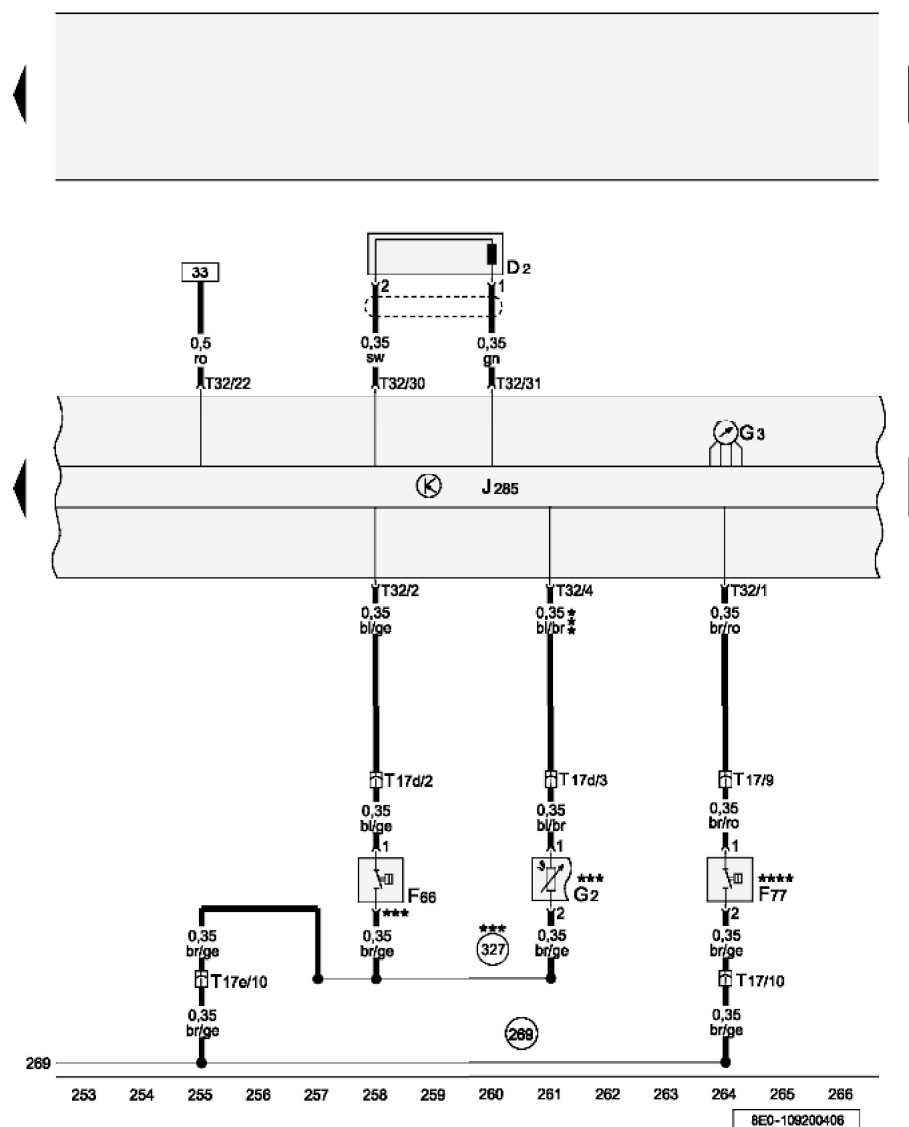 D2
33
2 1
0,5
ro
0,35
sw
0,35
gn
T32/22
T32/30
T32/31
G3
K
J285
T32/2
T32/4
T32/1
0,35
bl/ge
0,35
bl/br
***
0,35
br/ro
T17d/2
T17d/3
T17/9
0,35
bl/ge
0,35
bl/br
0,35
br/ro
1
1
1
F66
***
G2
****
F77
***
2
2
0,35
br/ge
0,35
br/ge
***
327
0,35
br/ge
0,35
br/ge
T17e/10
T17/10
0,35
br/ge
269
0,35
br/ge
269
253 254 255 256 257 258 259 260 261 262 263 264 265 266
8E0-109200406